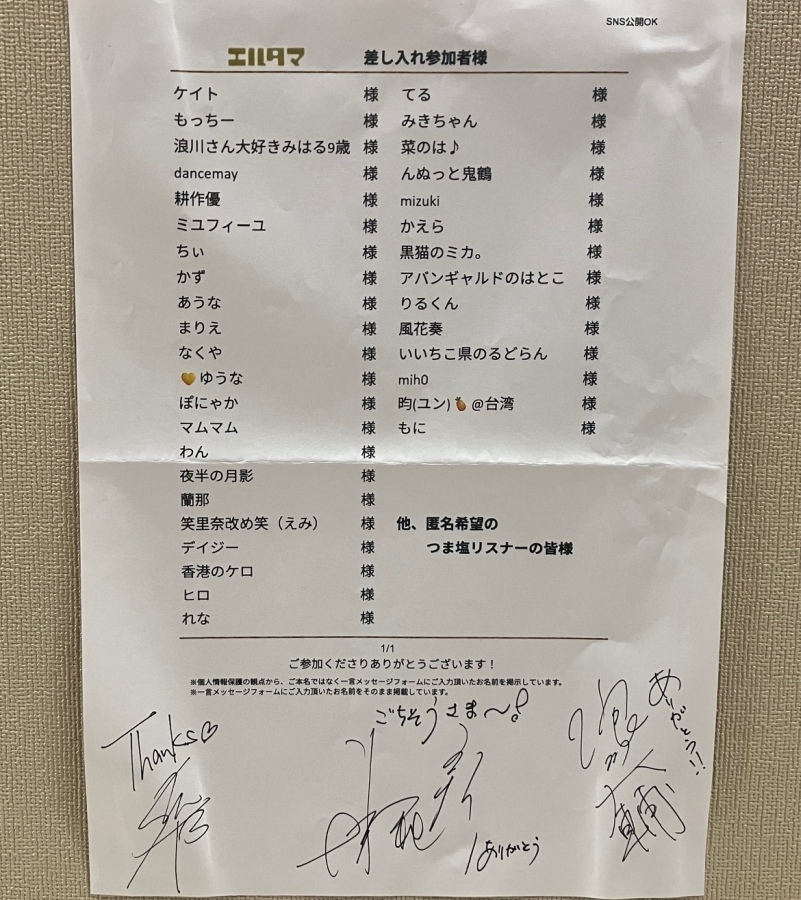 SNS公開OK
エルタマ 差し入れ参加者様
ケイト 様 てる 様
もっちー 様 みきちゃん 様
浪川さん大好きみはる9歳 様 菜のは♪ 様
dancemay 様 んぬっと鬼鶴 様
耕作優 様 mizuki 様
ミユフィーユ 様 かえら 様
ちぃ 様 黒猫のミカ。 様
かず 様 アバンギャルドのはとこ 様
あうな 様 りるくん 様
まりえ 様 風花奏 様
なくや 様 いいちこ県のるどらん 様
🧡ゆうな 様 mih0 様
ぽにゃか 様 昀(ユン)🍍@台湾 様
マムマム 様 もに 様
わん 様
夜半の月影 様
蘭那 様
笑里奈改め笑（えみ） 様 他、匿名希望の
デイジー 様 つま塩リスナーの皆様
香港のケロ 様
ヒロ 様
れな 様
1/1
ご参加くださりありがとうございます！
※個人情報保護の観点から、ご本名ではなく一言メッセージフォームにご入力頂いたお名前を掲示しています。
※一言メッセージフォームにご入力頂いたお名前をそのまま掲載しています。
ごちそうさま〜!
ありがとう!!
Thanks♡
ありがとう